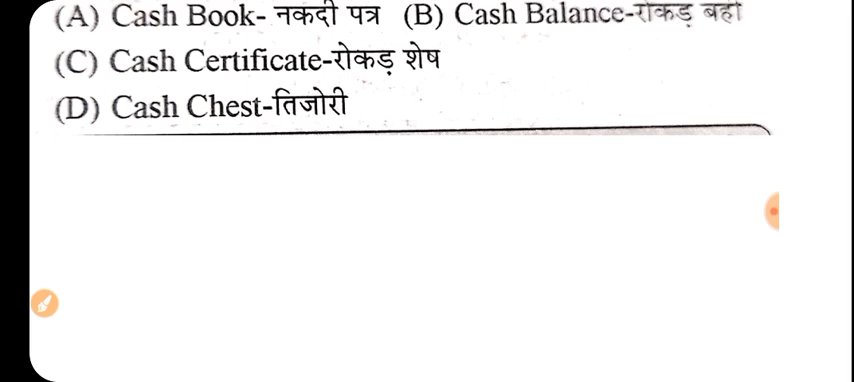 (A) Cash Book- नकदी पत्र (B) Cash Balance-रोकड़ बही
(C) Cash Certificate-रोकड़ शेष
(D) Cash Chest-तिजोरी